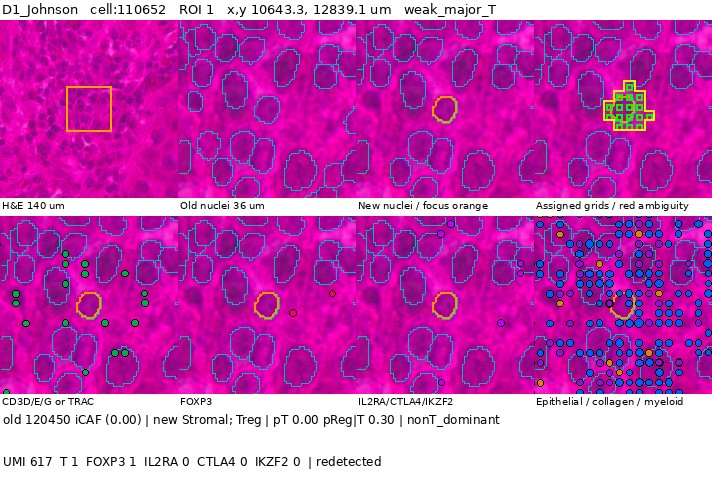 D1_Johnson   cell:110652   ROI 1   x,y 10643.3, 12839.1 um   weak_major_T
H&E 140 um
Old nuclei 36 um
New nuclei / focus orange
Assigned grids / red ambiguity
CD3D/E/G or TRAC
FOXP3
IL2RA/CTLA4/IKZF2
Epithelial / collagen / myeloid
old 120450 iCAF (0.00) | new Stromal; Treg | pT 0.00 pReg|T 0.30 | nonT_dominant
UMI 617  T 1  FOXP3 1  IL2RA 0  CTLA4 0  IKZF2 0  | redetected